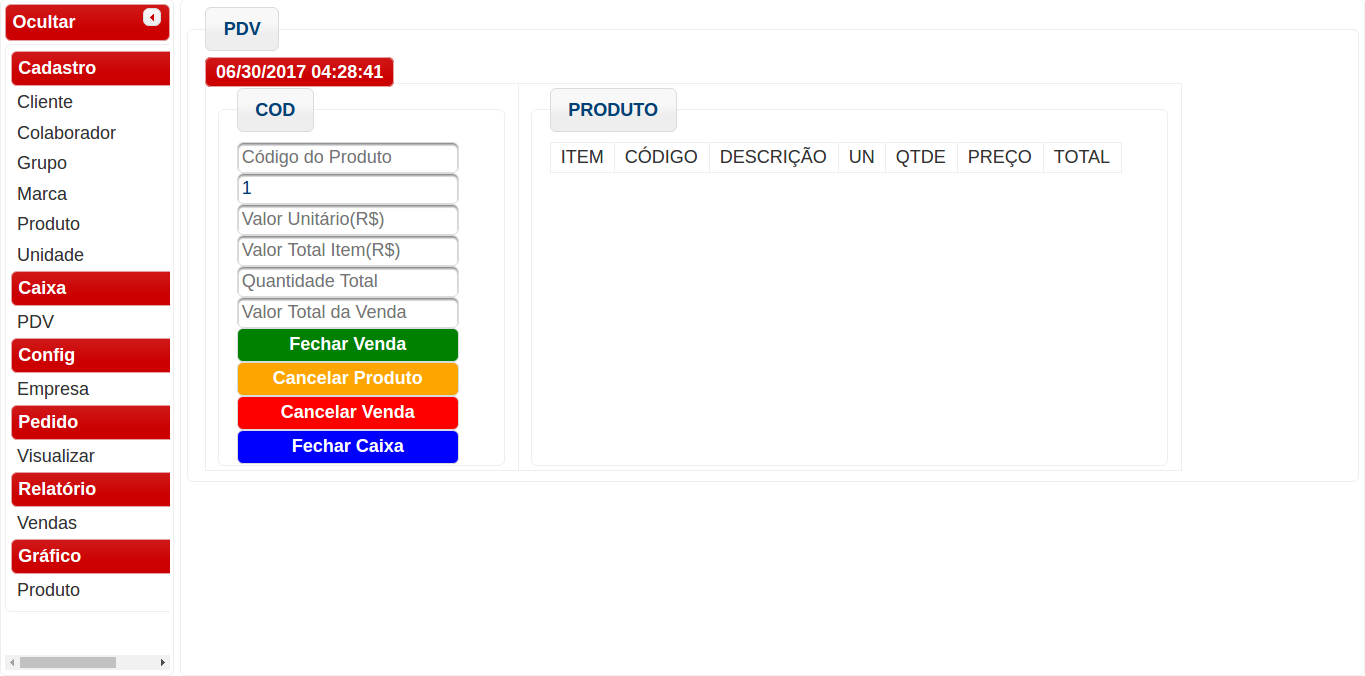 Ocultar
Cadastro
Cliente
Colaborador
Grupo
Marca
Produto
Unidade
Caixa
PDV
Config
Empresa
Pedido
Visualizar
Relatório
Vendas
Gráfico
Produto
PDV
06/30/2017 04:28:41
COD
Código do Produto
1
Valor Unitário(R$)
Valor Total Item(R$)
Quantidade Total
Valor Total da Venda
Fechar Venda
Cancelar Produto
Cancelar Venda
Fechar Caixa
PRODUTO
ITEM CÓDIGO DESCRIÇÃO UN QTDE PREÇO TOTAL